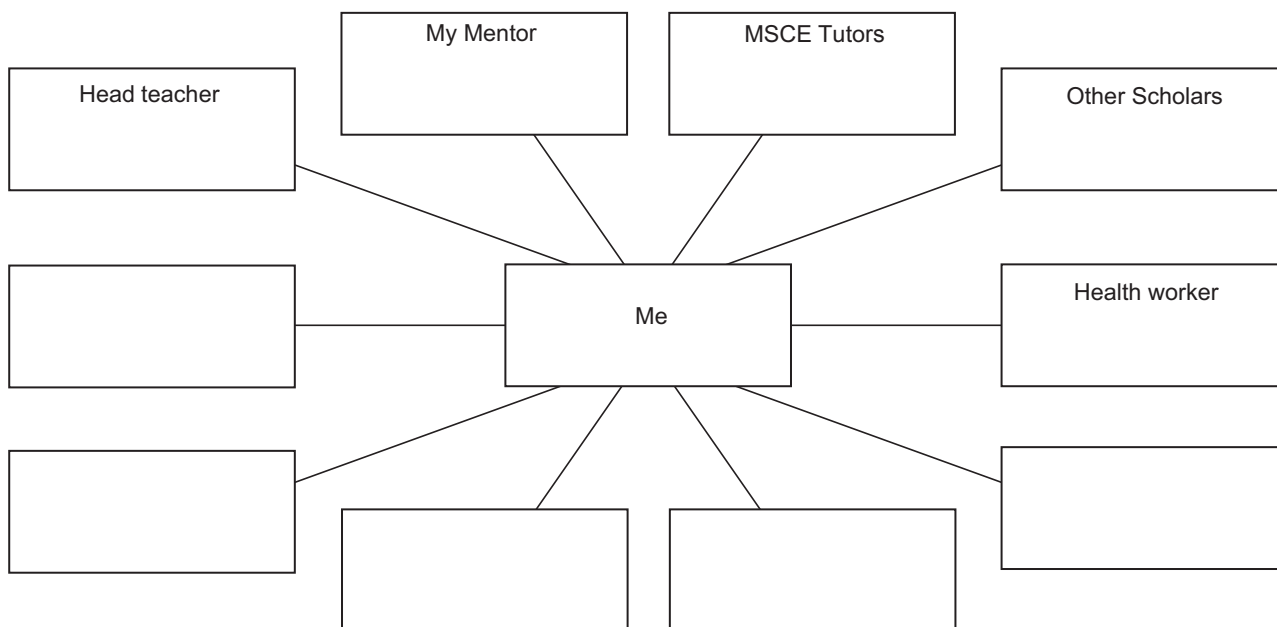 My Mentor
MSCE Tutors
Head teacher
Other Scholars
Me
Health worker